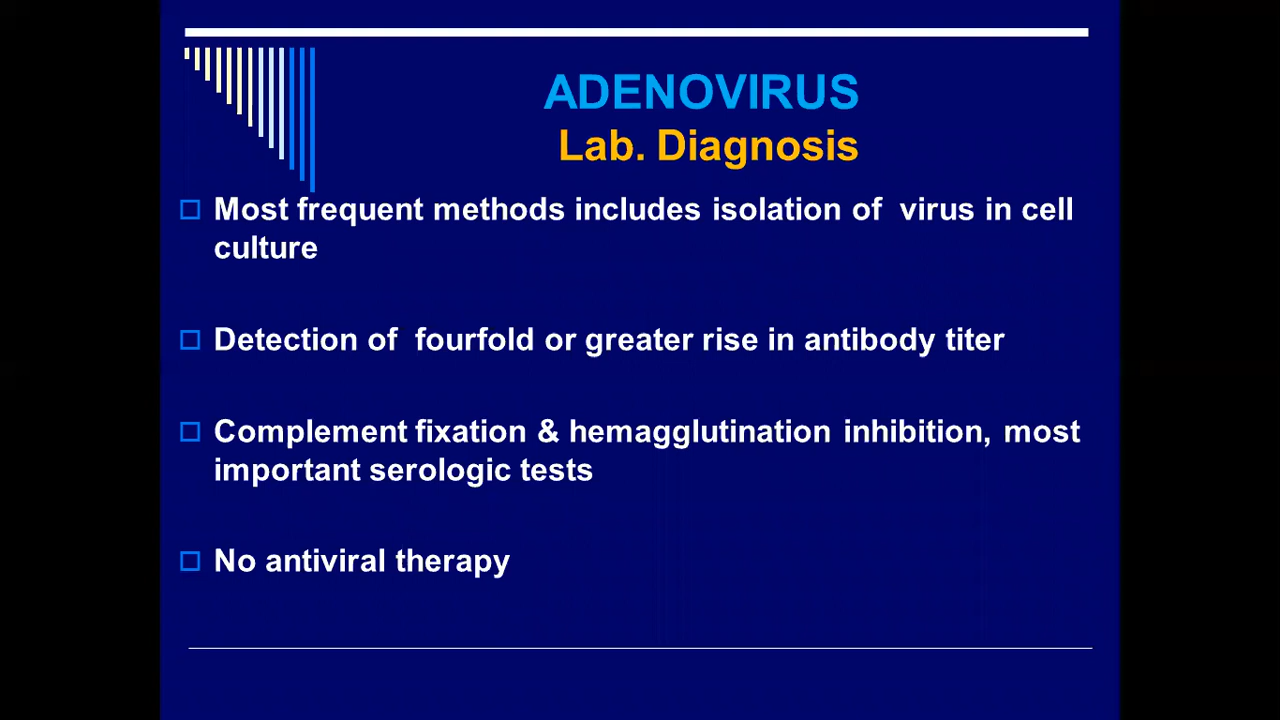 ADENOVIRUS
Lab. Diagnosis
Most frequent methods includes isolation of virus in cell
culture
Detection of fourfold or greater rise in antibody titer
Complement fixation & hemagglutination inhibition, most
important serologic tests
No antiviral therapy